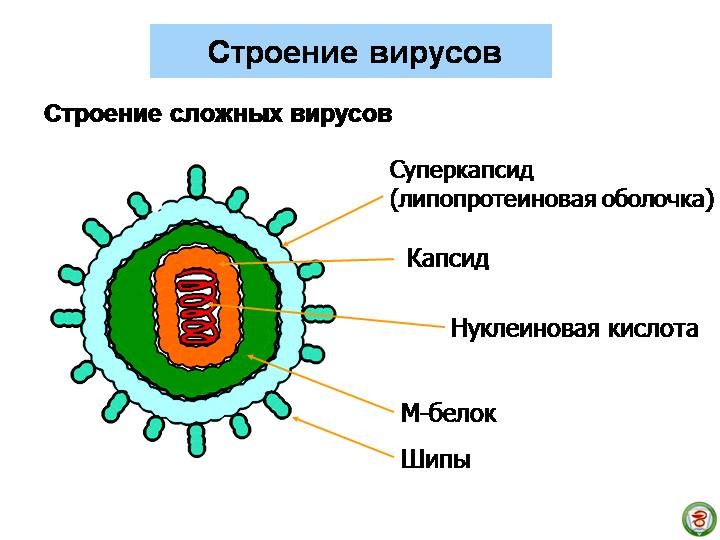 Строение вирусов
Строение сложных вирусов
Суперкапсид
(липопротеиновая оболочка)
Капсид
Нуклеиновая кислота
М-белок
Шипы